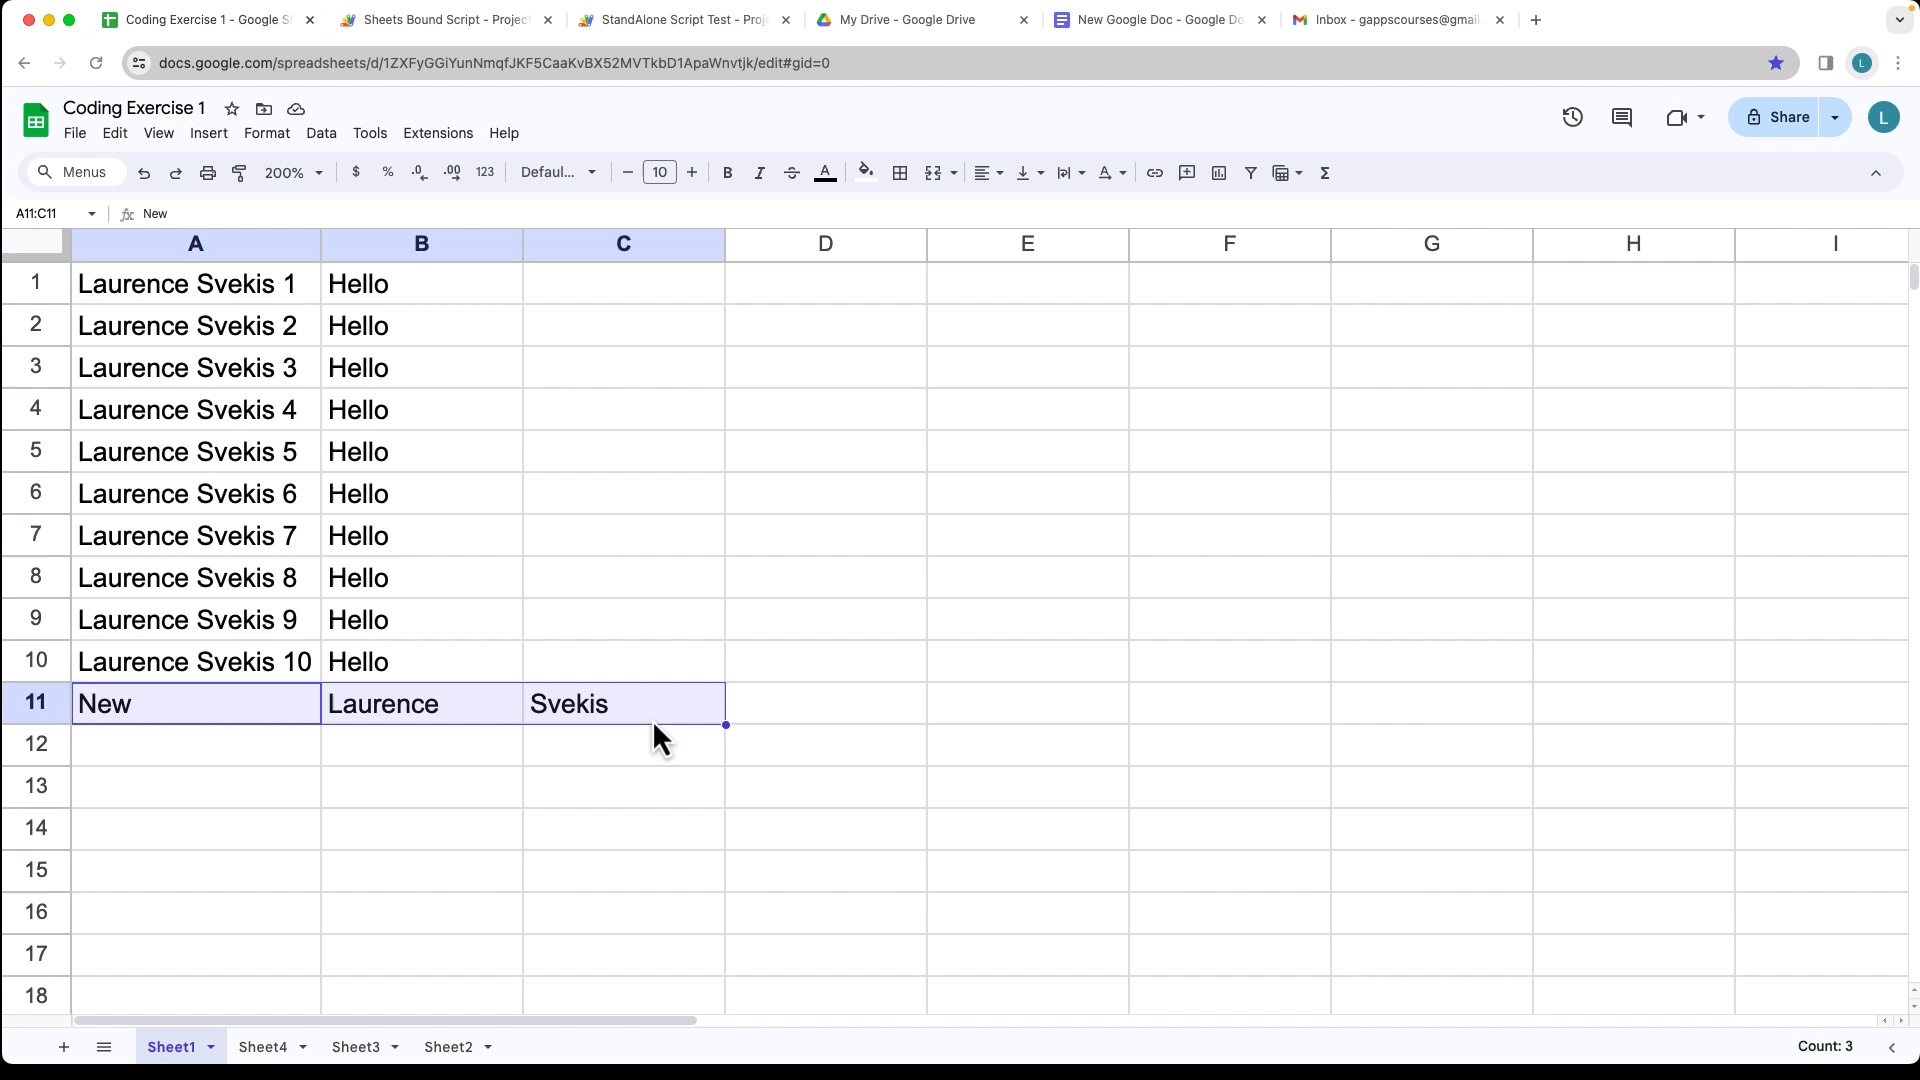 Coding Exercise 1 - Google S
Sheets Bound Script - Projec
StandAlone Script Test - Proj
My Drive - Google Drive
New Google Doc - Google Do
Inbox - gappscourses@gmail
docs.google.com/spreadsheets/d/1ZXFyGGiYunNmqfJKF5CaaKvBX52MVTkbD1ApaWnvtjk/edit#gid=0
L
Coding Exercise 1
File Edit View Insert Format Data Tools Extensions Help
Share
L
Menus 200% $ % .0 .00 123 Defaul... 10 B I S A Σ
A11:C11 fx New
A B C D E F G H I
1 Laurence Svekis 1 Hello
2 Laurence Svekis 2 Hello
3 Laurence Svekis 3 Hello
4 Laurence Svekis 4 Hello
5 Laurence Svekis 5 Hello
6 Laurence Svekis 6 Hello
7 Laurence Svekis 7 Hello
8 Laurence Svekis 8 Hello
9 Laurence Svekis 9 Hello
10 Laurence Svekis 10 Hello
11 New Laurence Svekis
12
13
14
15
16
17
18
Sheet1 Sheet4 Sheet3 Sheet2 Count: 3